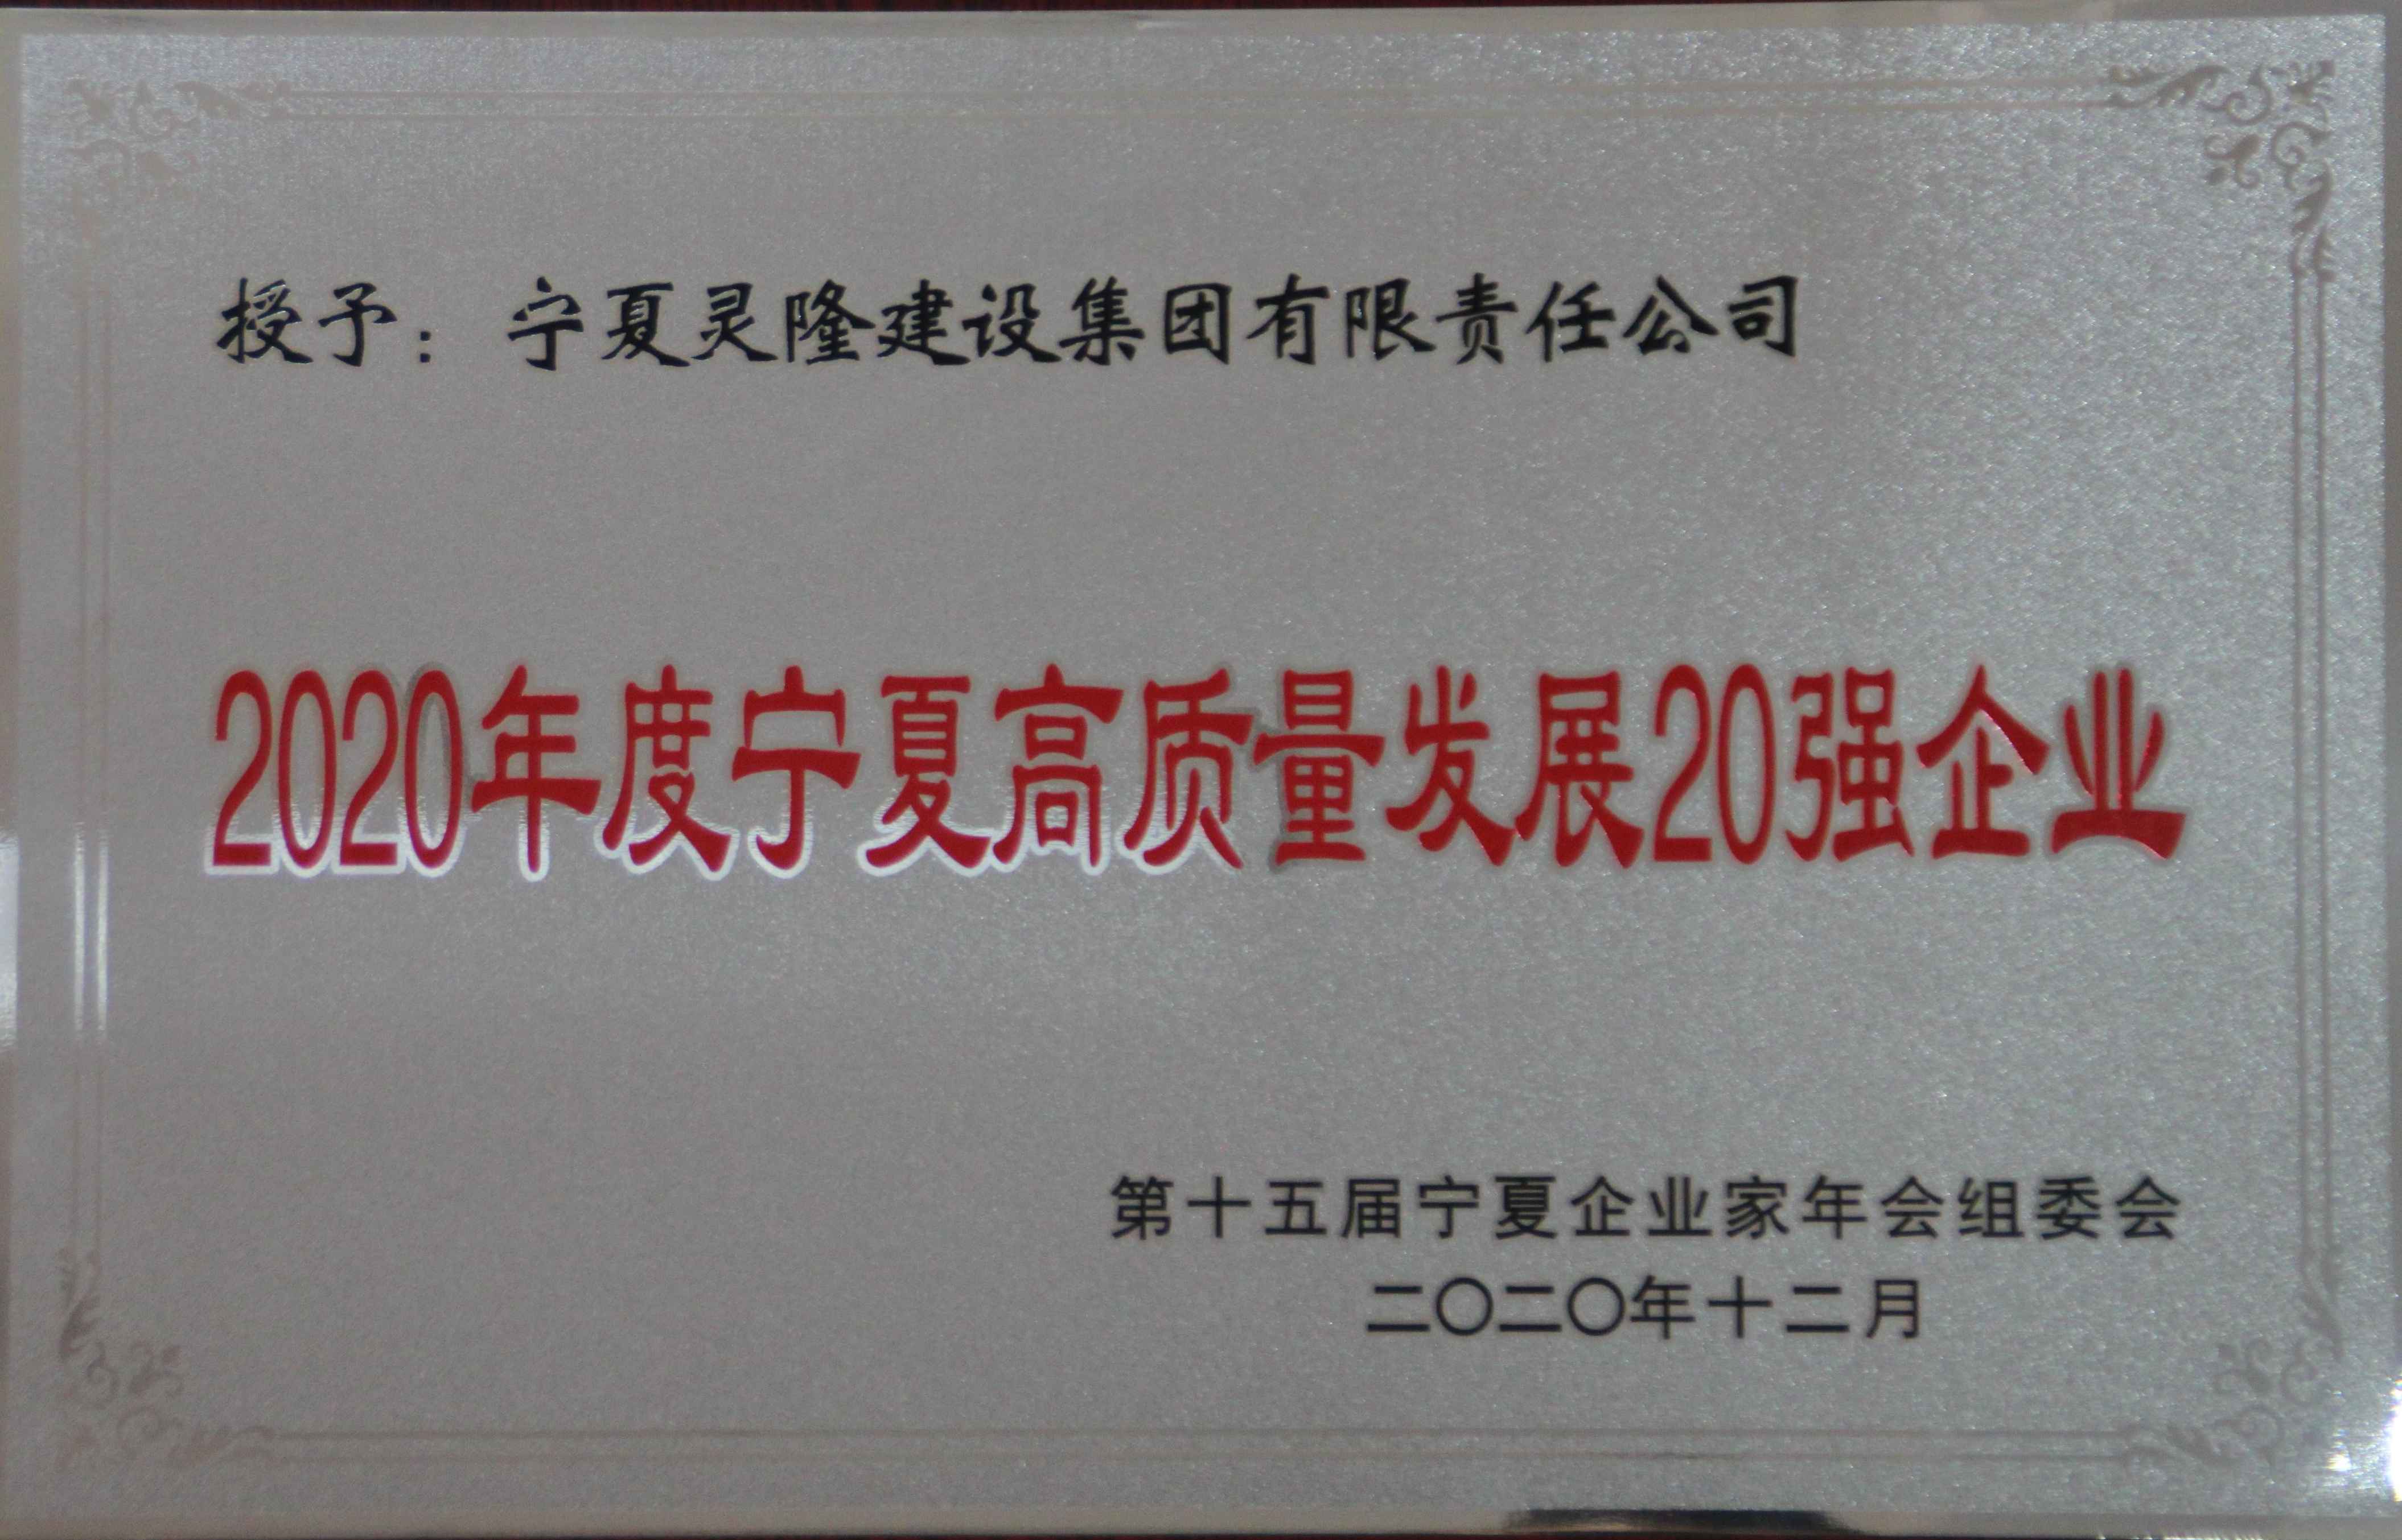 授予：宁夏灵隆建设集团有限责任公司
2020年度宁夏高质量发展20强企业
第十五届宁夏企业家年会组委会
二〇二〇年十二月